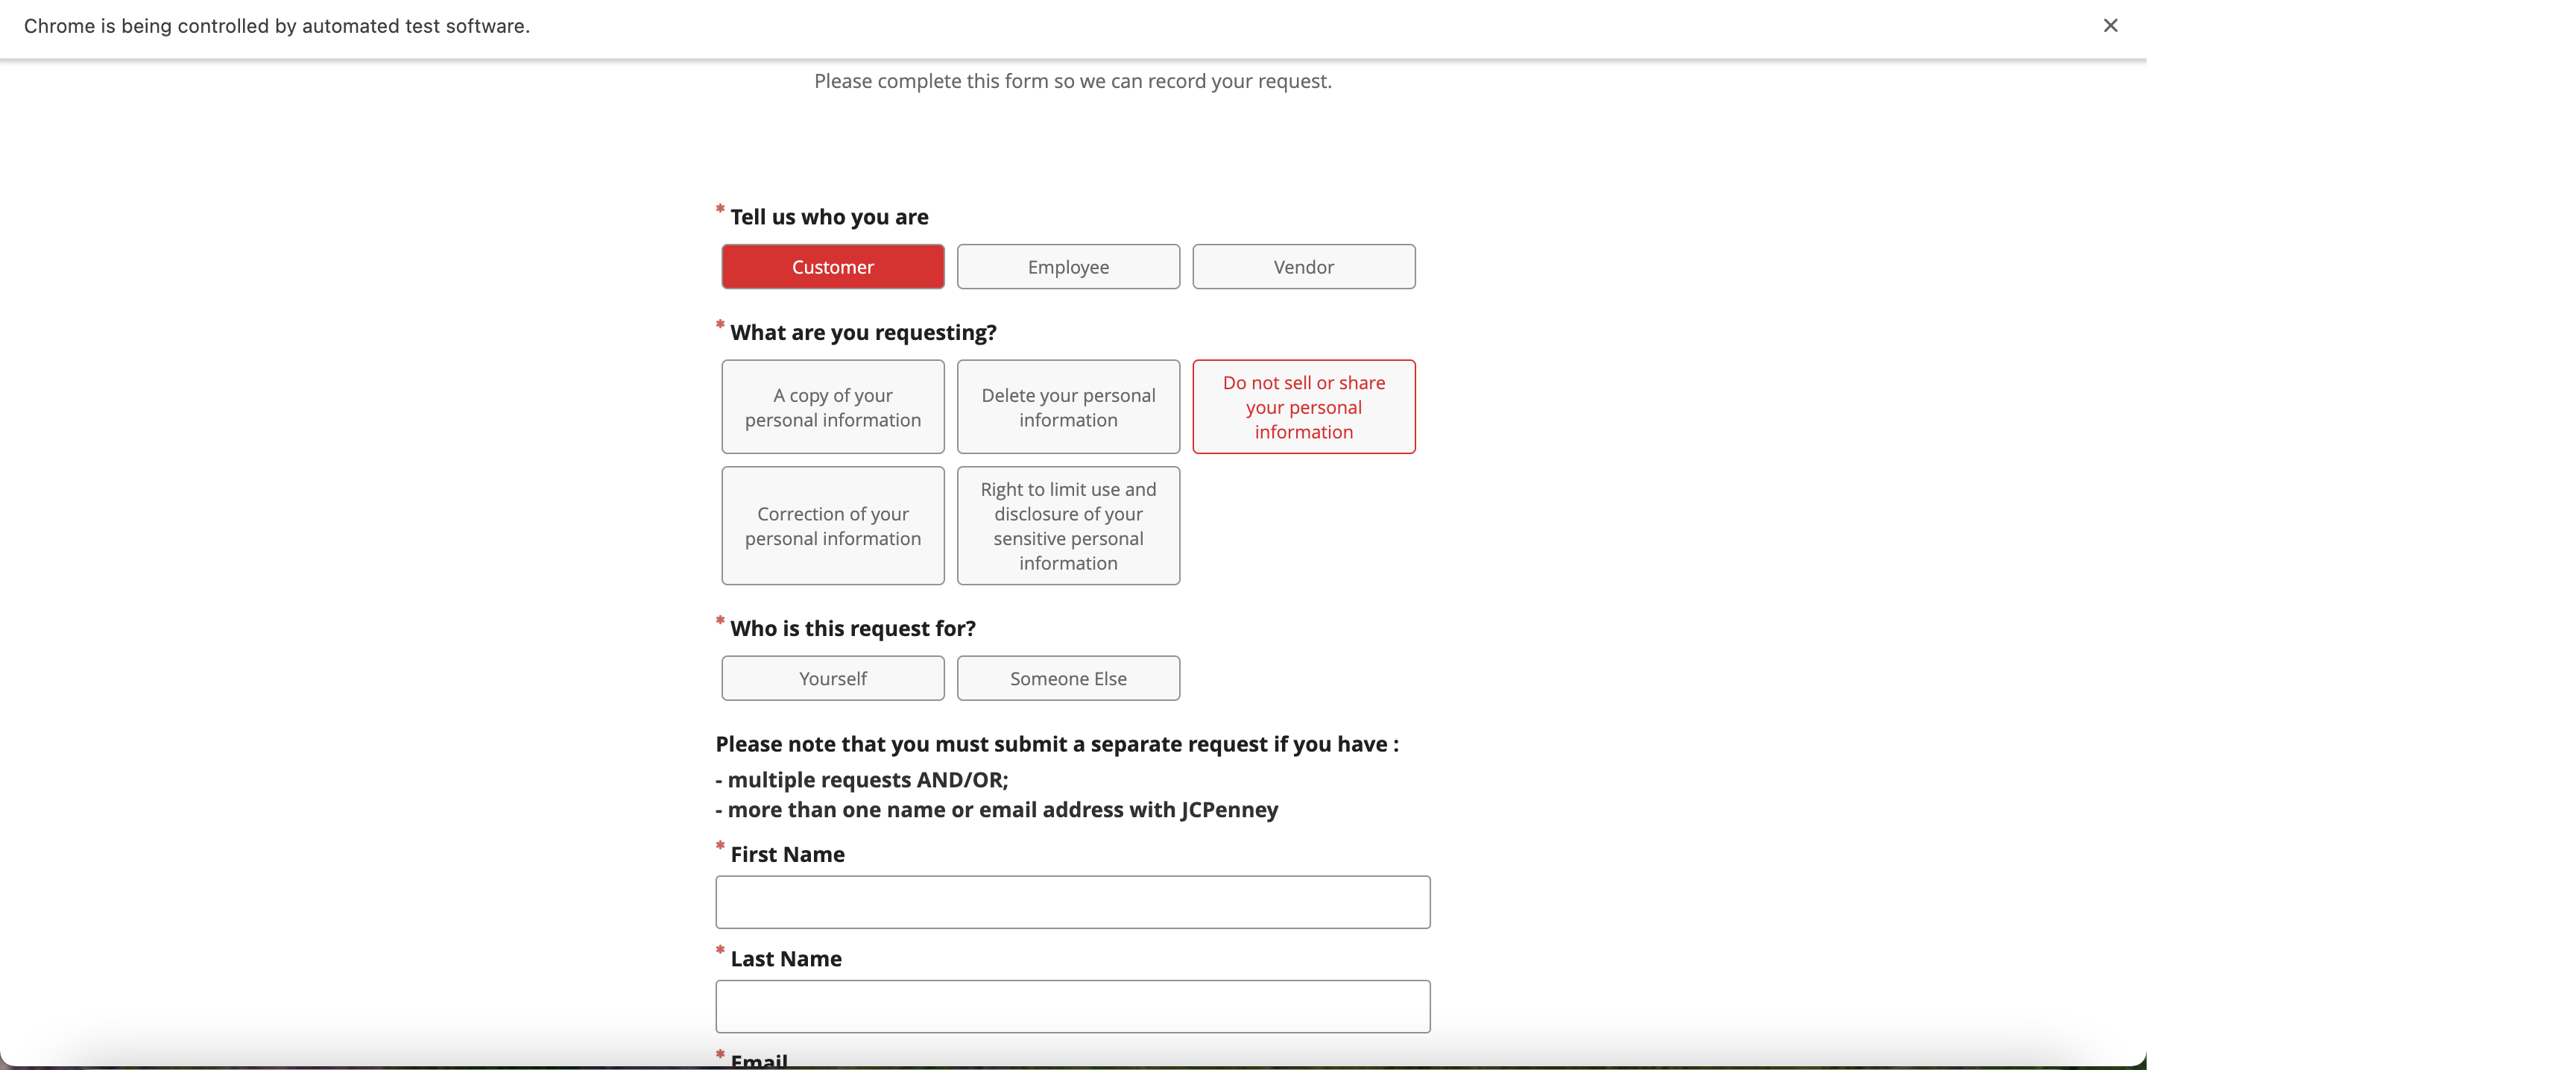 Chrome is being controlled by automated test software.
Please complete this form so we can record your request.
* Tell us who you are
Customer
Employee
Vendor
* What are you requesting?
A copy of your
personal information
Delete your personal
information
Do not sell or share
your personal
information
Correction of your
personal information
Right to limit use and
disclosure of your
sensitive personal
information
* Who is this request for?
Yourself
Someone Else
Please note that you must submit a separate request if you have :
- multiple requests AND/OR;
- more than one name or email address with JCPenney
* First Name
* Last Name
* Email